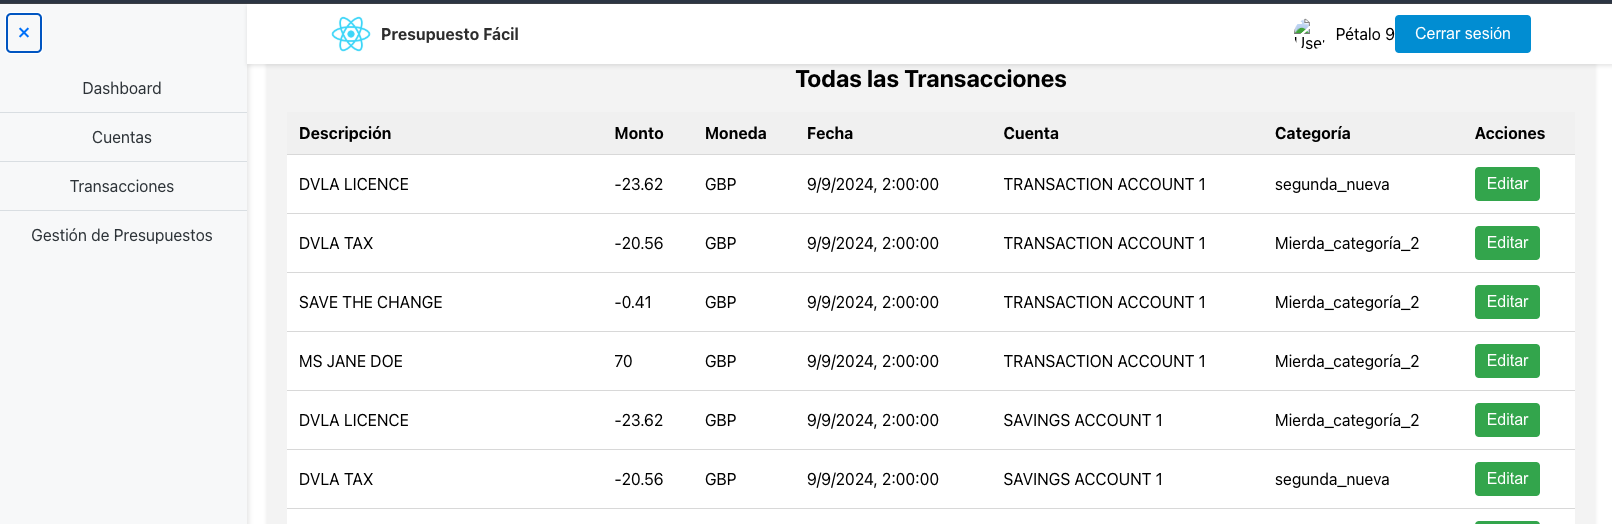 ×
Dashboard
Cuentas
Transacciones
Gestión de Presupuestos
Presupuesto Fácil
Pétalo 9
Cerrar sesión
Todas las Transacciones
Descripción Monto Moneda Fecha Cuenta Categoría Acciones
DVLA LICENCE -23.62 GBP 9/9/2024, 2:00:00 TRANSACTION ACCOUNT 1 segunda_nueva Editar
DVLA TAX -20.56 GBP 9/9/2024, 2:00:00 TRANSACTION ACCOUNT 1 Mierda_categoría_2 Editar
SAVE THE CHANGE -0.41 GBP 9/9/2024, 2:00:00 TRANSACTION ACCOUNT 1 Mierda_categoría_2 Editar
MS JANE DOE 70 GBP 9/9/2024, 2:00:00 TRANSACTION ACCOUNT 1 Mierda_categoría_2 Editar
DVLA LICENCE -23.62 GBP 9/9/2024, 2:00:00 SAVINGS ACCOUNT 1 Mierda_categoría_2 Editar
DVLA TAX -20.56 GBP 9/9/2024, 2:00:00 SAVINGS ACCOUNT 1 segunda_nueva Editar